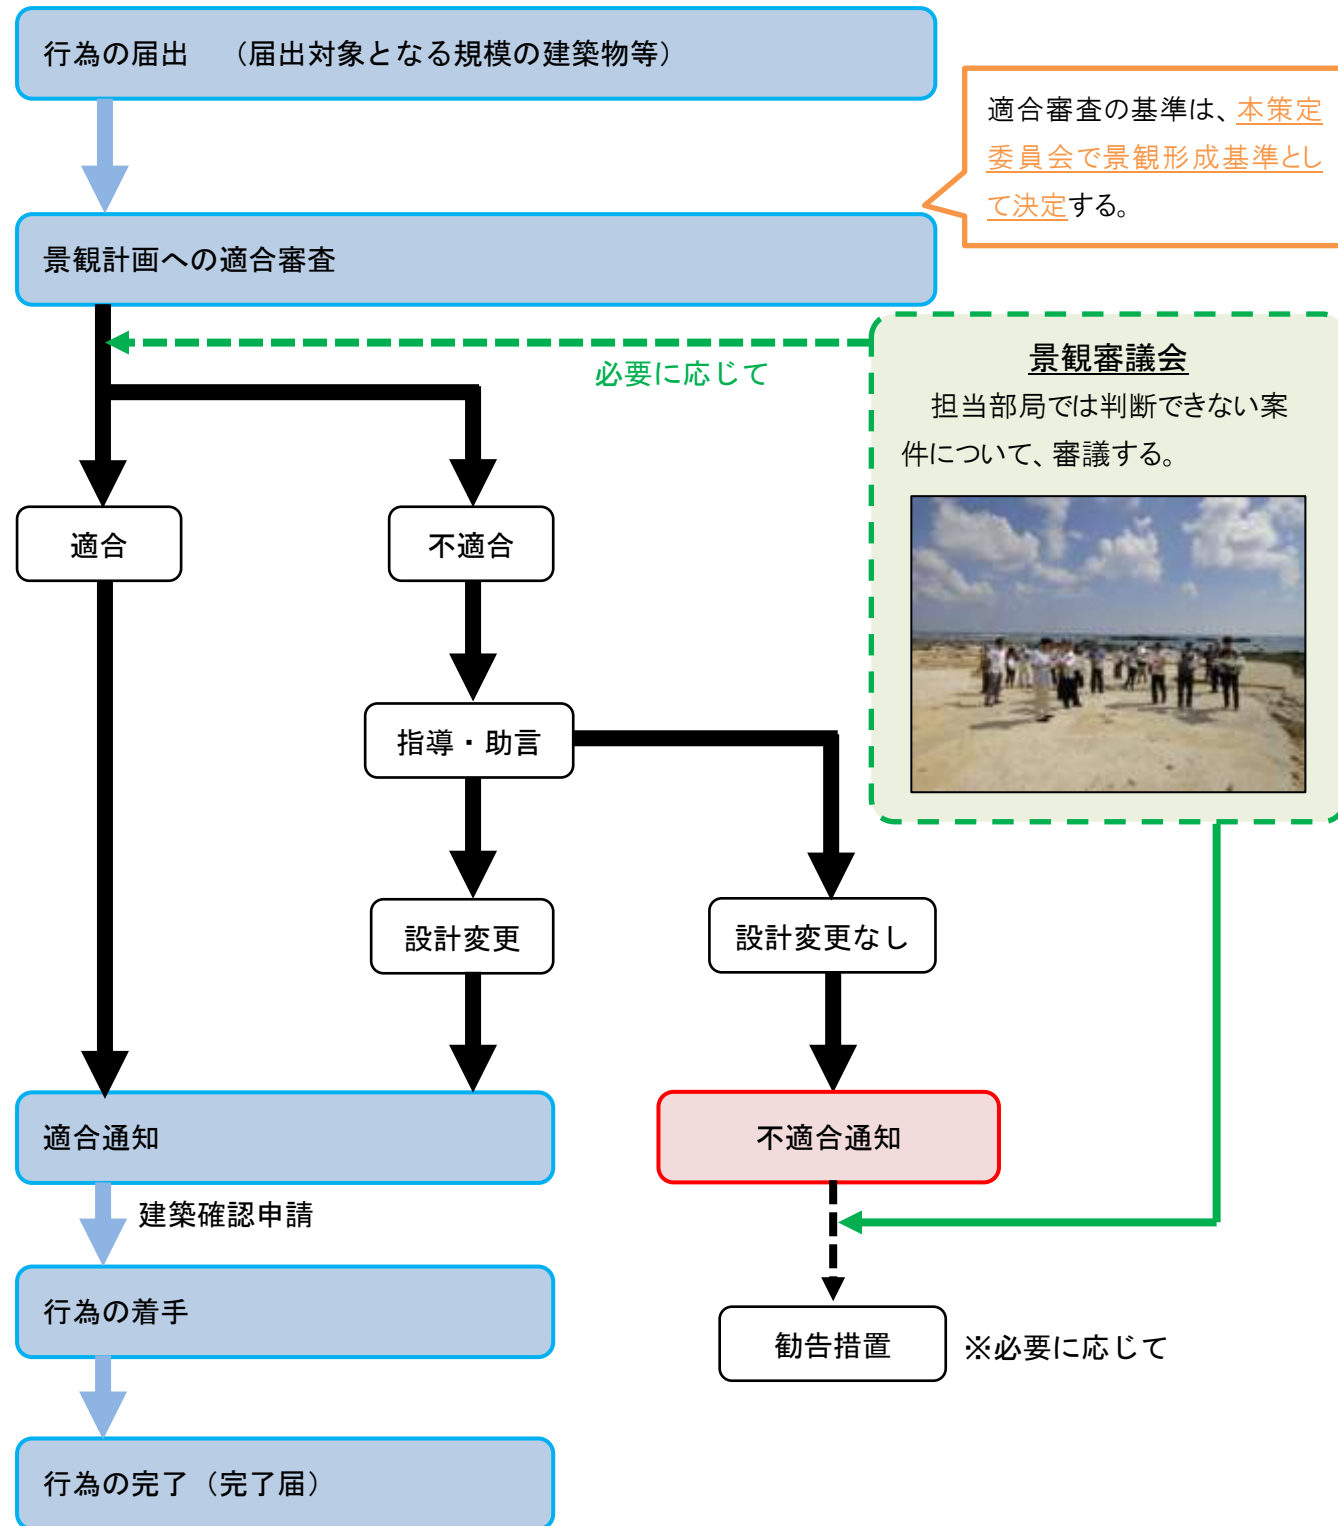 行為の届出　（届出対象となる規模の建築物等）
適合審査の基準は、本策定
委員会で景観形成基準とし
て決定する。
景観計画への適合審査
必要に応じて
景観審議会
担当部局では判断できない案
件について、審議する。
適合
不適合
指導・助言
設計変更
設計変更なし
適合通知
不適合通知
建築確認申請
行為の着手
勧告措置
※必要に応じて
行為の完了（完了届）